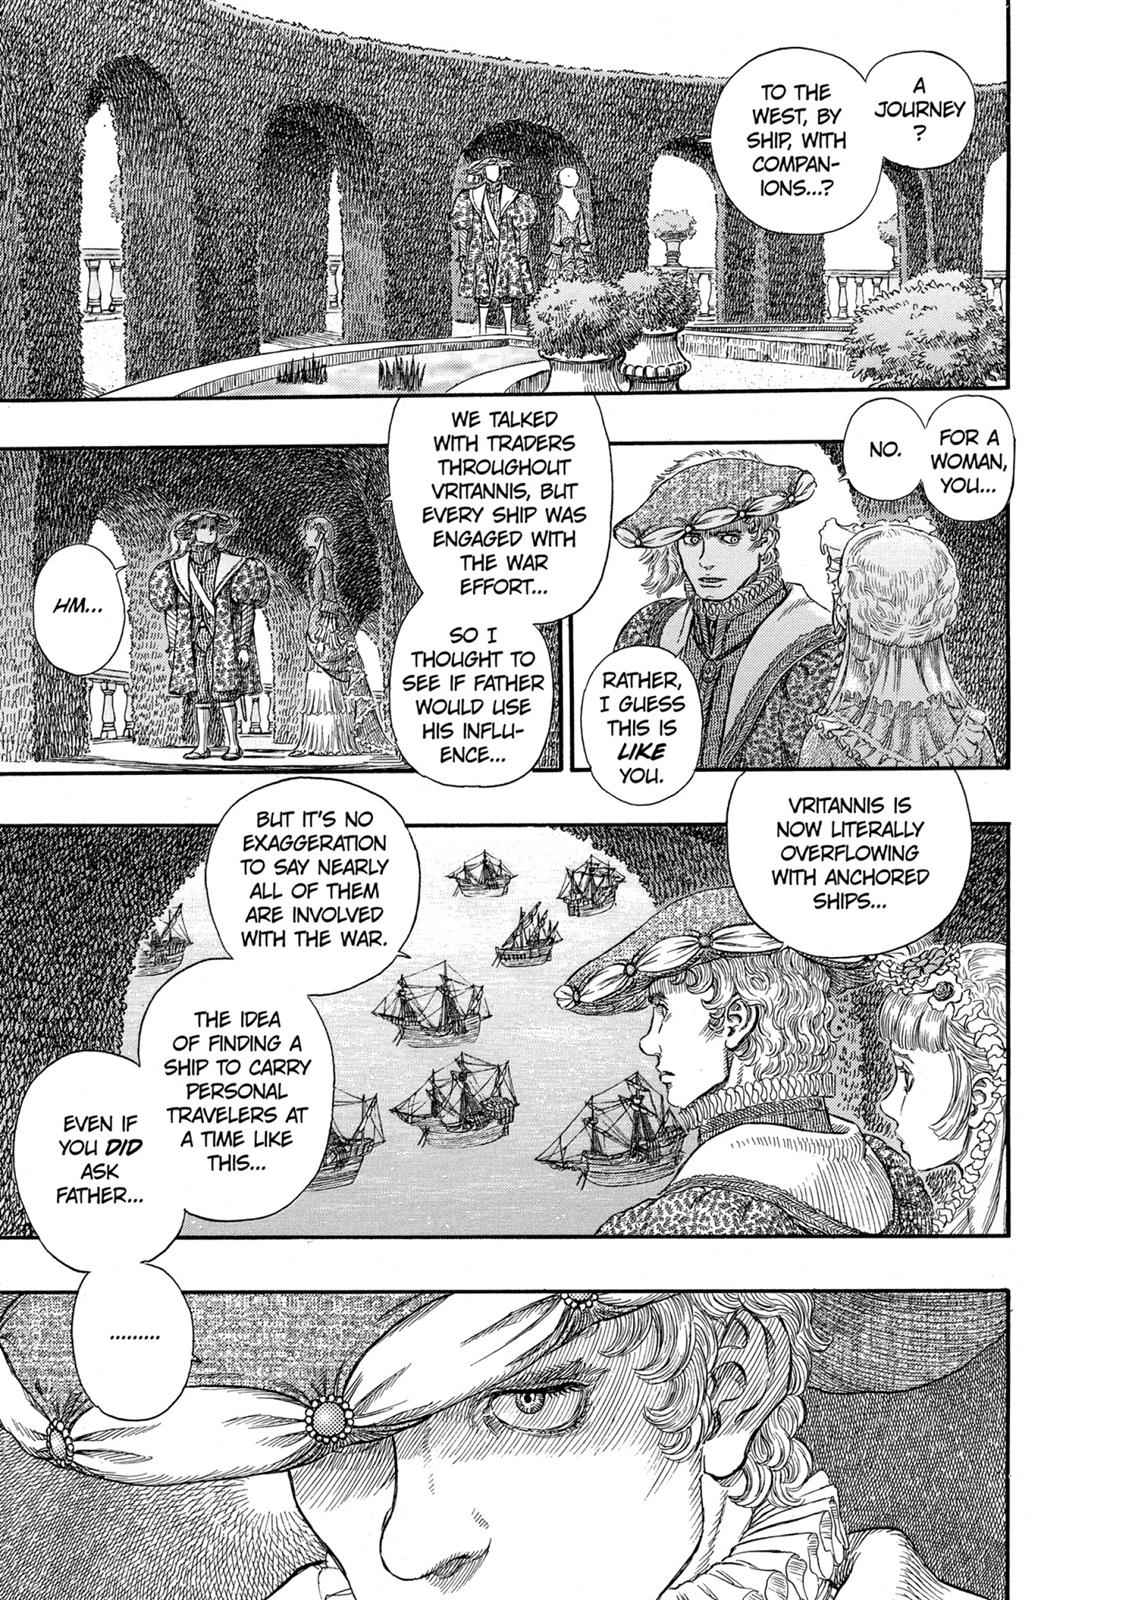 A
JOURNEY
?
TO THE
WEST, BY
SHIP, WITH
COMPAN-
IONS...?
FOR A
WOMAN,
YOU...
NO.
RATHER,
I GUESS
THIS IS
LIKE
YOU.
WE TALKED
WITH TRADERS
THROUGHOUT
VRITANNIS, BUT
EVERY SHIP WAS
ENGAGED WITH
THE WAR
EFFORT...
SO I
THOUGHT TO
SEE IF FATHER
WOULD USE
HIS INFLU-
ENCE...
HM...
VRITANNIS IS
NOW LITERALLY
OVERFLOWING
WITH ANCHORED
SHIPS...
BUT IT'S NO
EXAGGERATION
TO SAY NEARLY
ALL OF THEM
ARE INVOLVED
WITH THE WAR.
THE IDEA
OF FINDING A
SHIP TO CARRY
PERSONAL
TRAVELERS AT
A TIME LIKE
THIS...
EVEN IF
YOU DID
ASK
FATHER...
..........